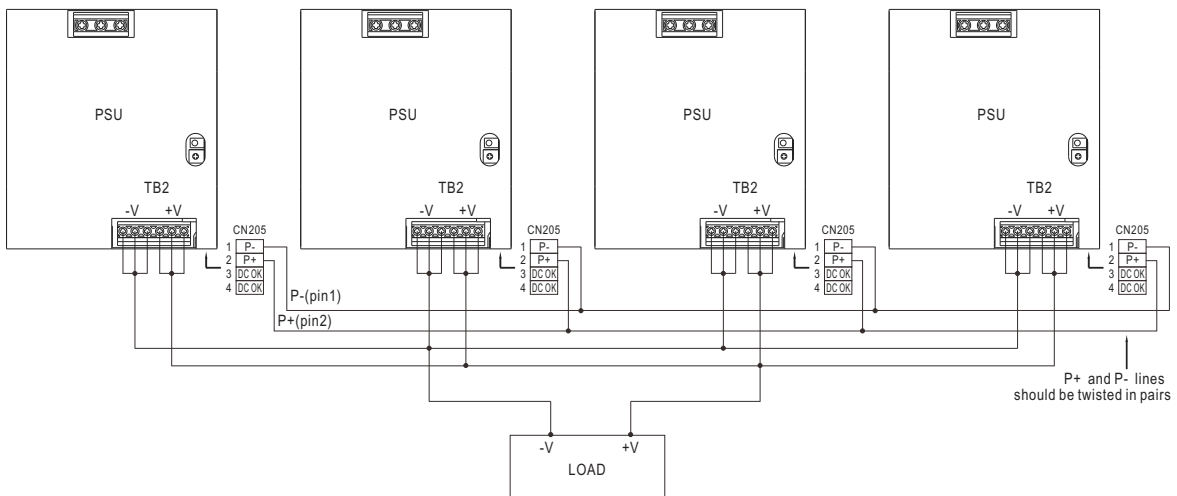 PSU PSU PSU PSU
TB2 TB2 TB2 TB2
-V +V -V +V -V +V -V +V
CN205 CN205 CN205 CN205
1 P- 1 P- 1 P- 1 P-
2 P+ 2 P+ 2 P+ 2 P+
3 DC OK 3 DC OK 3 DC OK 3 DC OK
4 DC OK 4 DC OK 4 DC OK 4 DC OK
P-(pin1)
P+(pin2)
P+ and P- lines
should be twisted in pairs
-V +V
LOAD